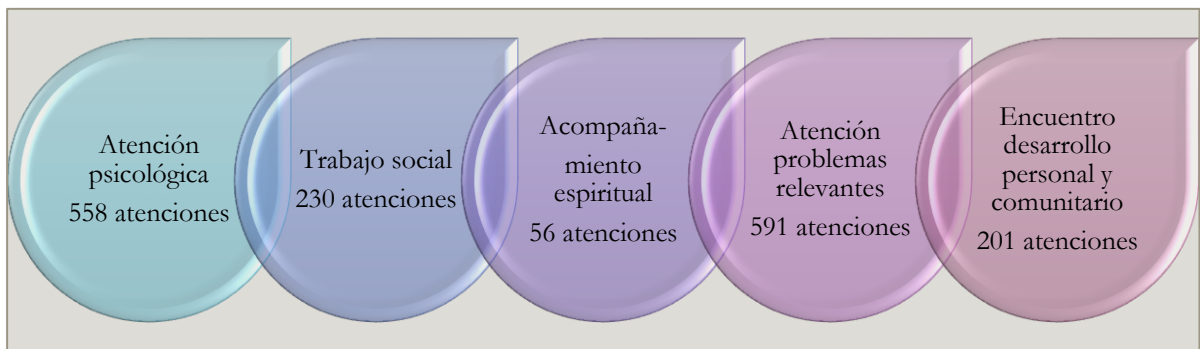 Atención
psicológica
558 atenciones
Trabajo social
230 atenciones
Acompaña-
miento
espiritual
56 atenciones
Atención
problemas
relevantes
591 atenciones
Encuentro
desarrollo
personal y
comunitario
201 atenciones